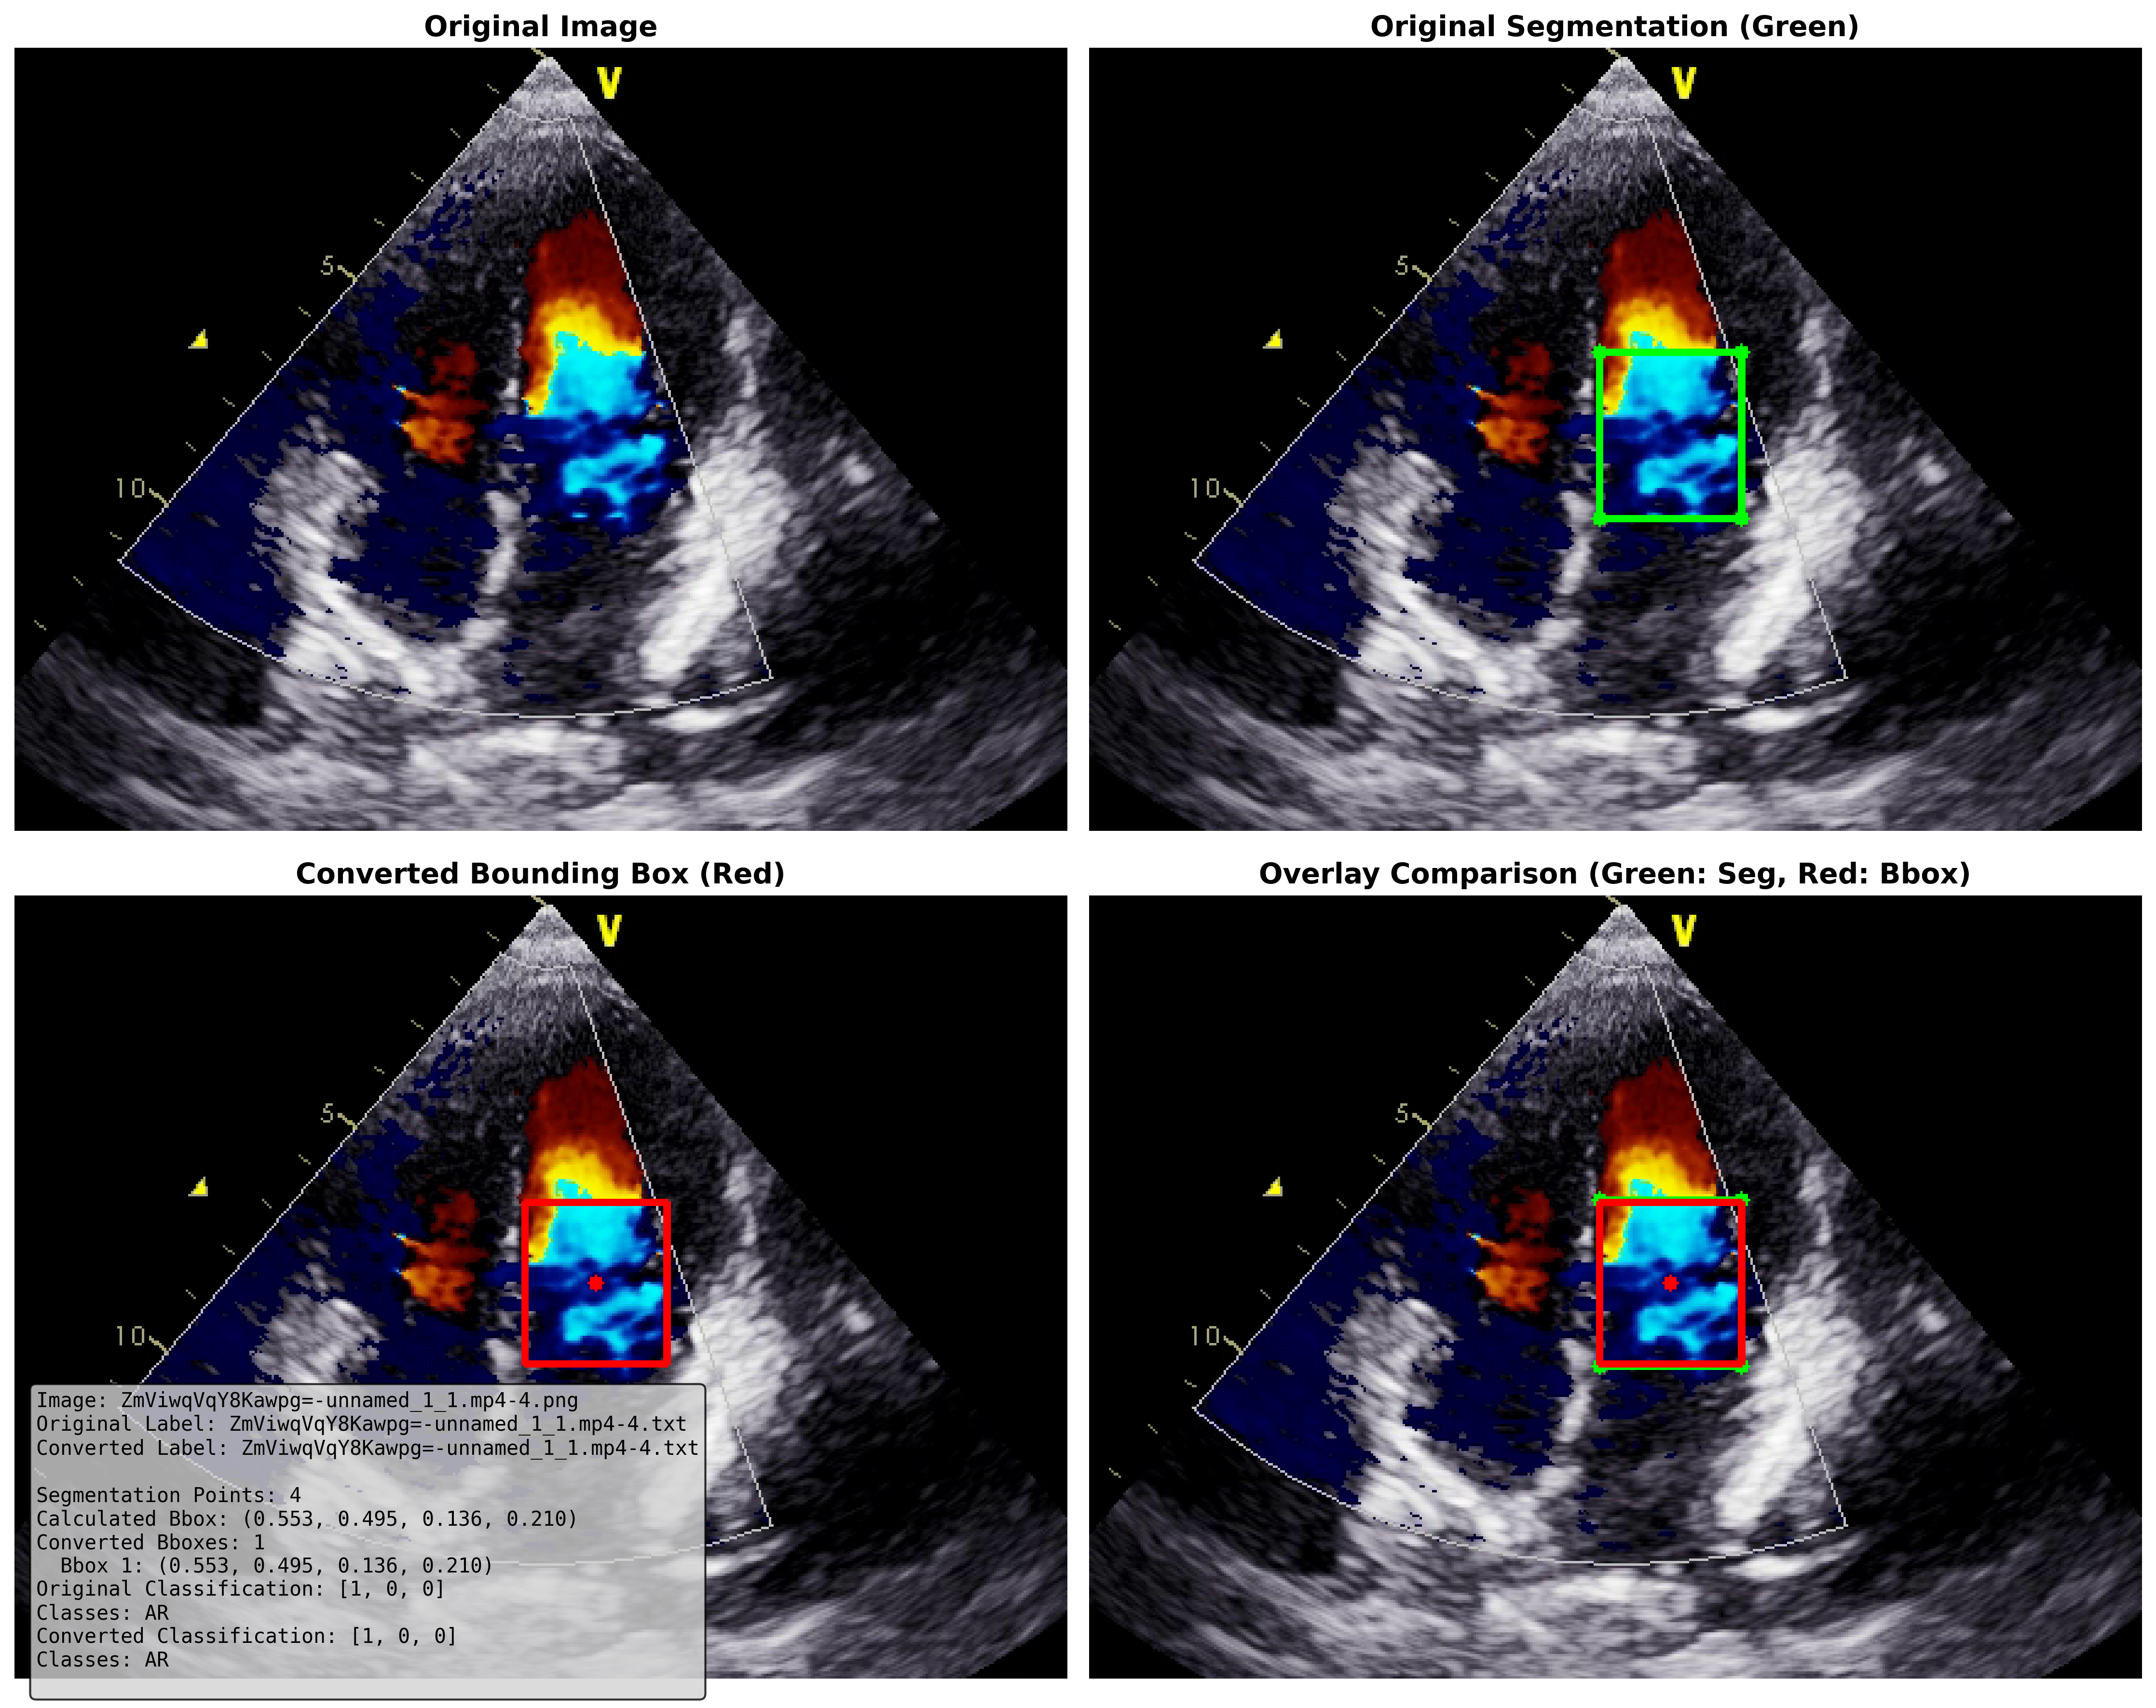 Original Image
V
5
10
Original Segmentation (Green)
V
5
10
Converted Bounding Box (Red)
V
5
10
Image: ZmViwqVqY8Kawpg=-unnamed_1_1.mp4-4.png
Original Label: ZmViwqVqY8Kawpg=-unnamed_1_1.mp4-4.txt
Converted Label: ZmViwqVqY8Kawpg=-unnamed_1_1.mp4-4.txt
Segmentation Points: 4
Calculated Bbox: (0.553, 0.495, 0.136, 0.210)
Converted Bboxes: 1
Bbox 1: (0.553, 0.495, 0.136, 0.210)
Original Classification: [1, 0, 0]
Classes: AR
Converted Classification: [1, 0, 0]
Classes: AR
Overlay Comparison (Green: Seg, Red: Bbox)
V
5
10